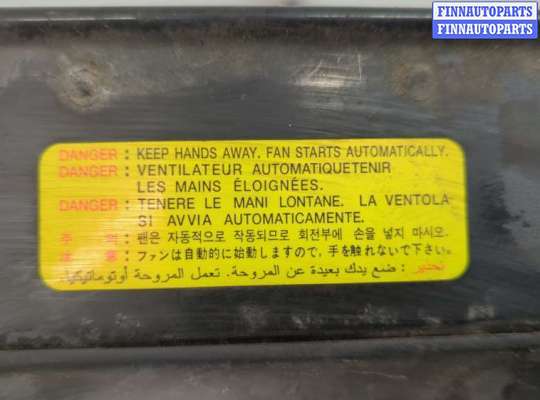 FINNAUTOPARTS
FINNAUTOPARTS
DANGER : KEEP HANDS AWAY. FAN STARTS AUTOMATICALLY.
DANGER : VENTILATEUR AUTOMATIQUETENIR
LES MAINS ÉLOIGNÉES.
DANGER : TENERE LE MANI LONTANE. LA VENTOLA
SI AVVIA AUTOMATICAMENTE.
주 의 : 팬은 자동적으로 작동되므로 회전부에 손을 넣지 마시오.
注 意 : ファンは自動的に始動しますので, 手を触れないで下さい。
تحذير : ضع يدك بعيدة عن المروحة. تعمل المروحة أوتوماتيكيا.